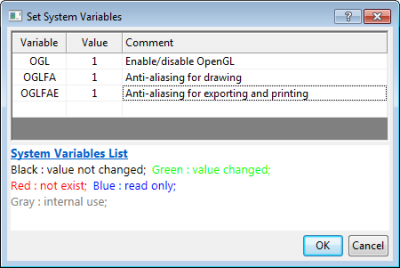 Set System Variables
Variable Value Comment
OGL 1 Enable/disable OpenGL
OGLFA 1 Anti-aliasing for drawing
OGLFAE 1 Anti-aliasing for exporting and printing
System Variables List
Black : value not changed; Green : value changed;
Red : not exist; Blue : read only;
Gray : internal use;
OK Cancel